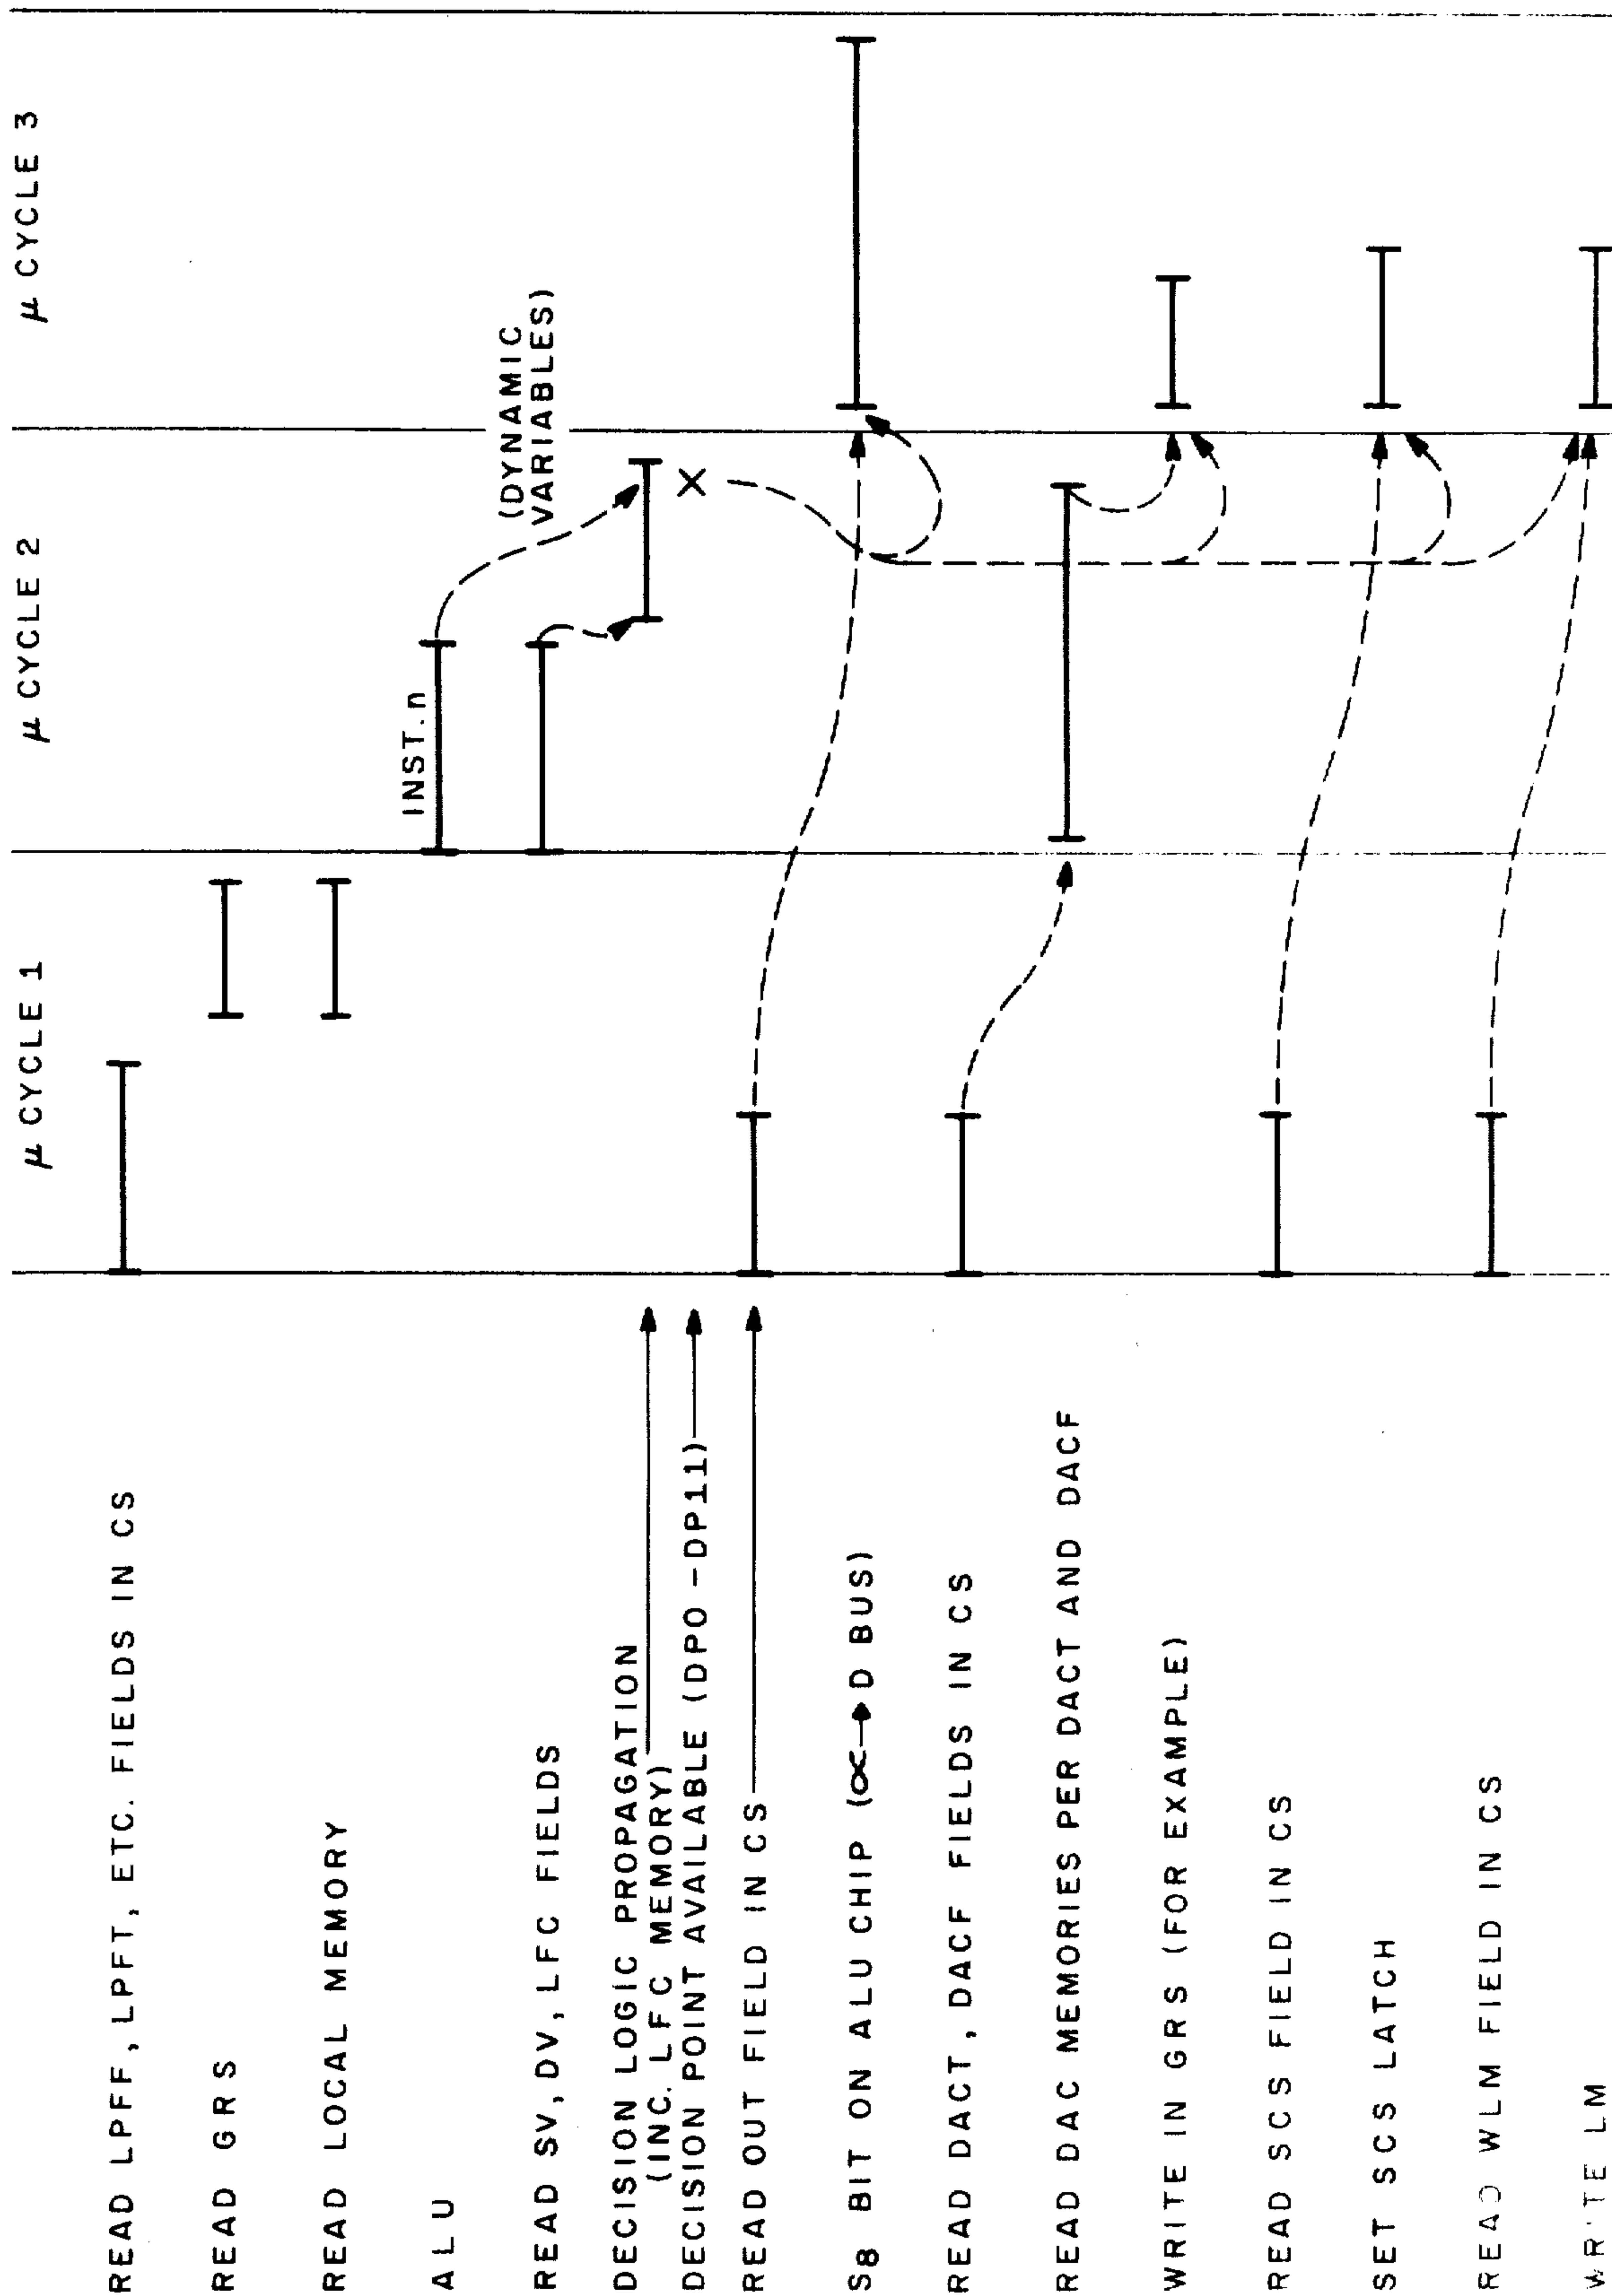 μ CYCLE 1
μ CYCLE 2
μ CYCLE 3
READ LPFF, LPFT, ETC. FIELDS IN CS
READ GRS
READ LOCAL MEMORY
ALU
INST.n
READ SV, DV, LFC FIELDS
(DYNAMIC
VARIABLES)
DECISION LOGIC PROPAGATION
(INC. LFC MEMORY)
DECISION POINT AVAILABLE (DPO-DP11)
X
READ OUT FIELD IN CS
S8 BIT ON ALU CHIP (∝→D BUS)
READ DACT, DACF FIELDS IN CS
READ DAC MEMORIES PER DACT AND DACF
WRITE IN GRS (FOR EXAMPLE)
READ SCS FIELD IN CS
SET SCS LATCH
READ WLM FIELD IN CS
WRITE LM